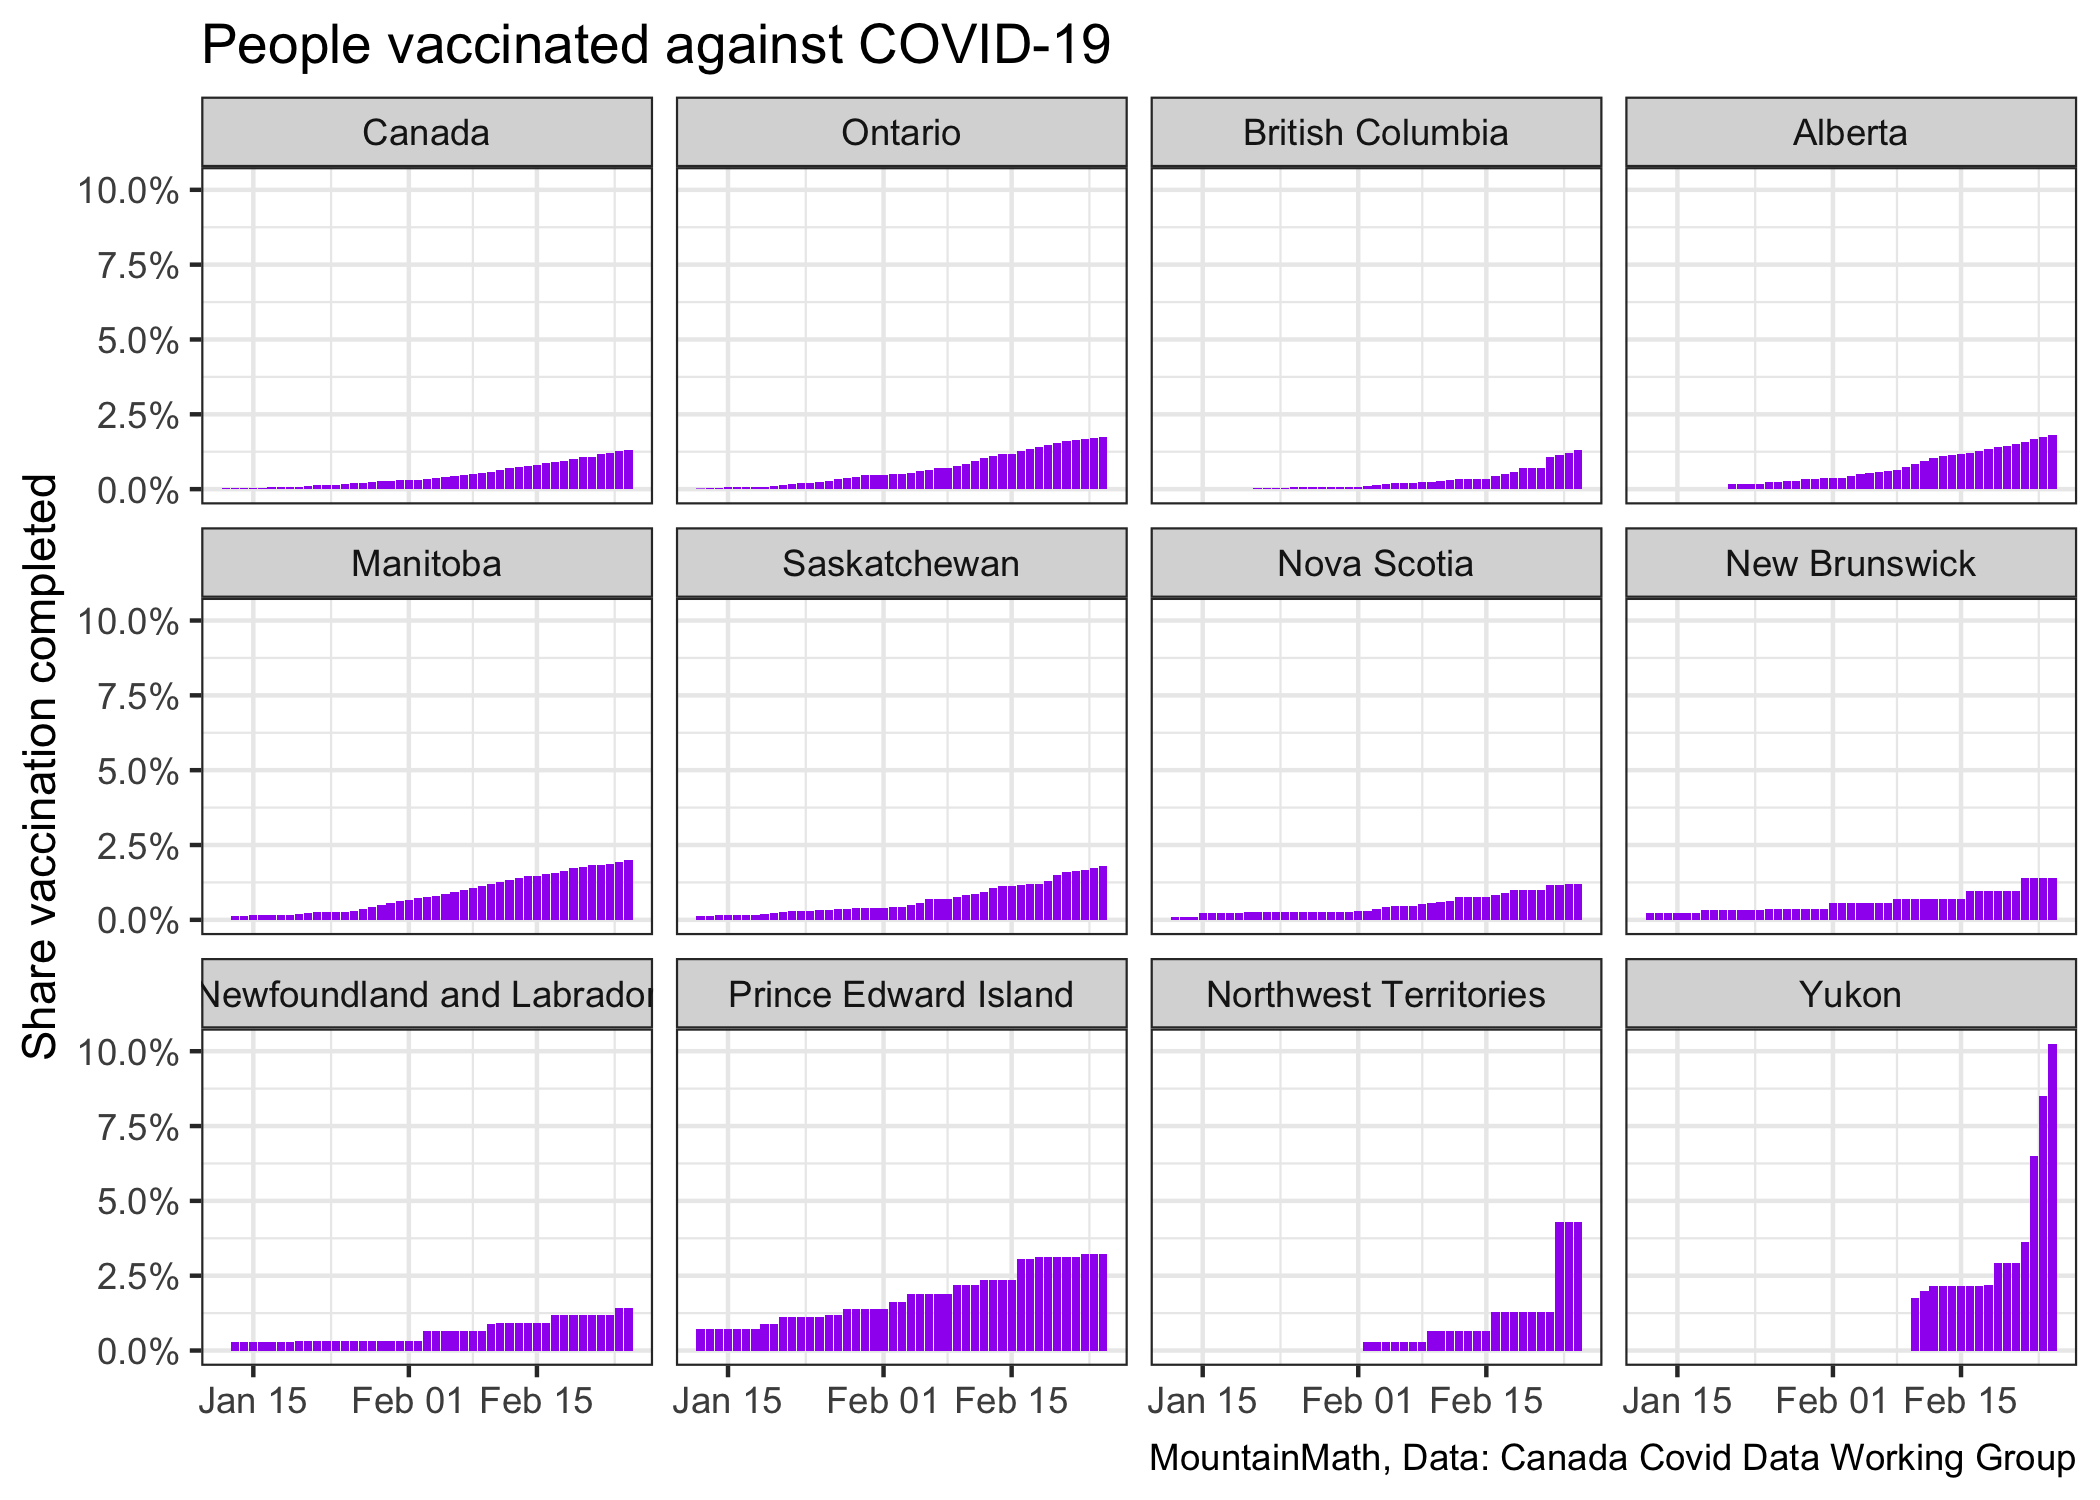 People vaccinated against COVID-19
Canada
Ontario
British Columbia
Alberta
10.0%
7.5%
5.0%
2.5%
0.0%
Manitoba
Saskatchewan
Nova Scotia
New Brunswick
10.0%
7.5%
5.0%
2.5%
0.0%
Newfoundland and Labrador
Prince Edward Island
Northwest Territories
Yukon
10.0%
7.5%
5.0%
2.5%
0.0%
Jan 15 Feb 01 Feb 15
Jan 15 Feb 01 Feb 15
Jan 15 Feb 01 Feb 15
Jan 15 Feb 01 Feb 15
Share vaccination completed
MountainMath, Data: Canada Covid Data Working Group